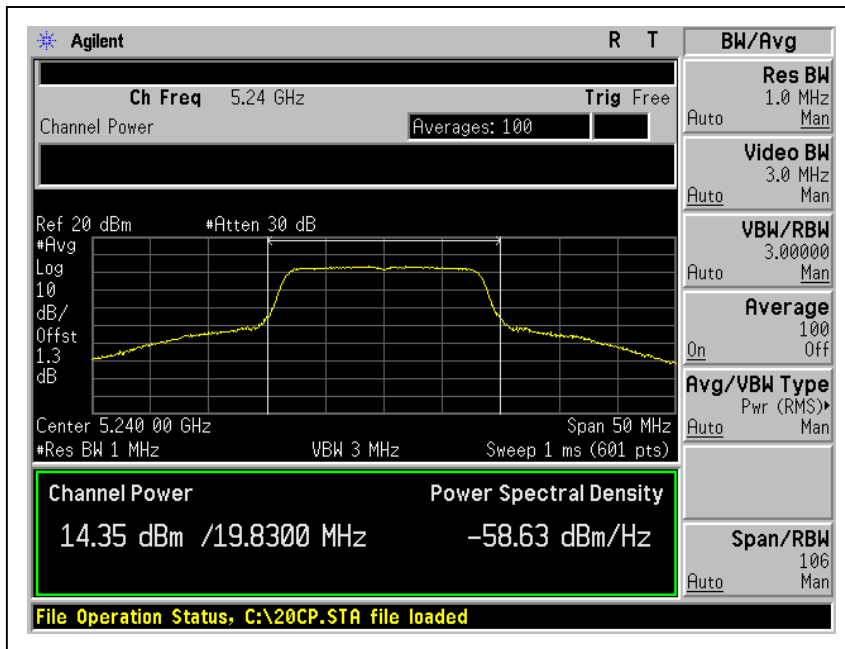 Agilent R T
BW/Avg
Ch Freq 5.24 GHz Trig Free
Channel Power Averages: 100
Ref 20 dBm #Atten 30 dB
#Avg
Log
10
dB/
Offst
1.3
dB
Center 5.240 00 GHz Span 50 MHz
#Res BW 1 MHz VBW 3 MHz Sweep 1 ms (601 pts)
Channel Power Power Spectral Density
14.35 dBm /19.8300 MHz -58.63 dBm/Hz
File Operation Status, C:\20CP.STA file loaded
Res BW
1.0 MHz
Auto Man
Video BW
3.0 MHz
Auto Man
VBW/RBW
3.00000
Auto Man
Average
100
On Off
Avg/VBW Type
Pwr (RMS)▸
Auto Man
Span/RBW
106
Auto Man